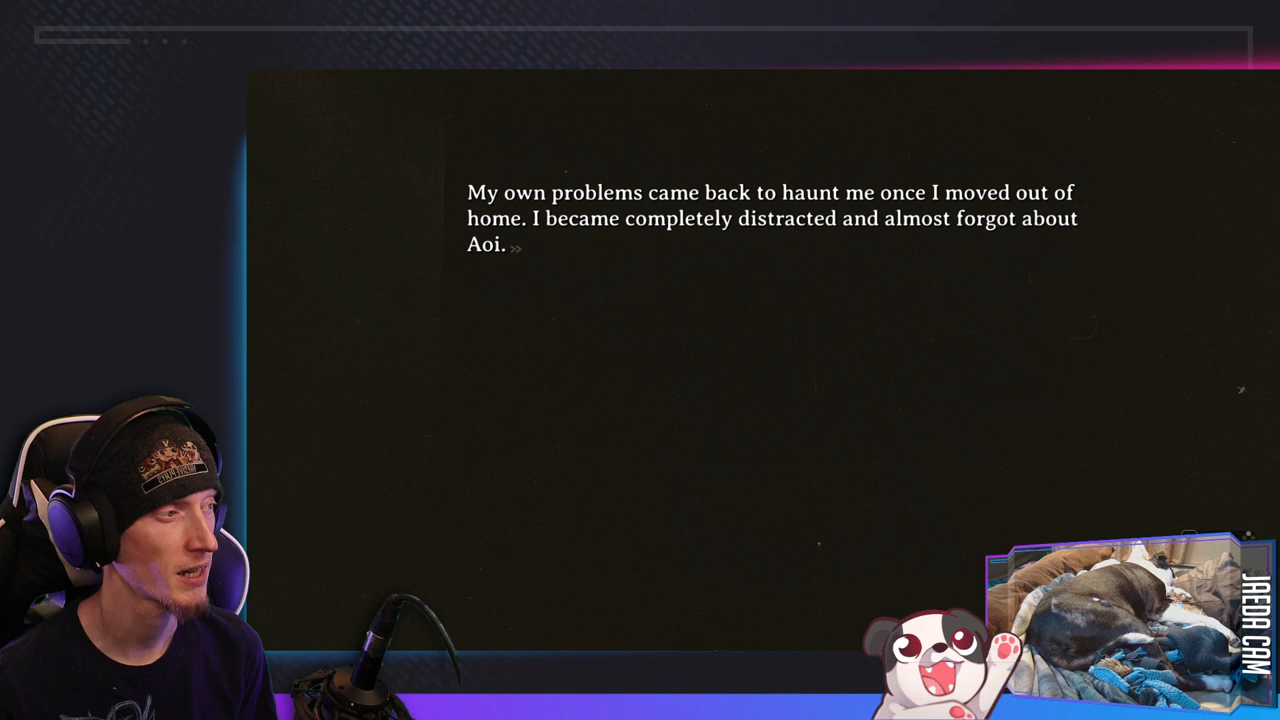 My own problems came back to haunt me once I moved out of
home. I became completely distracted and almost forgot about
Aoi. »
JAEDA CAM